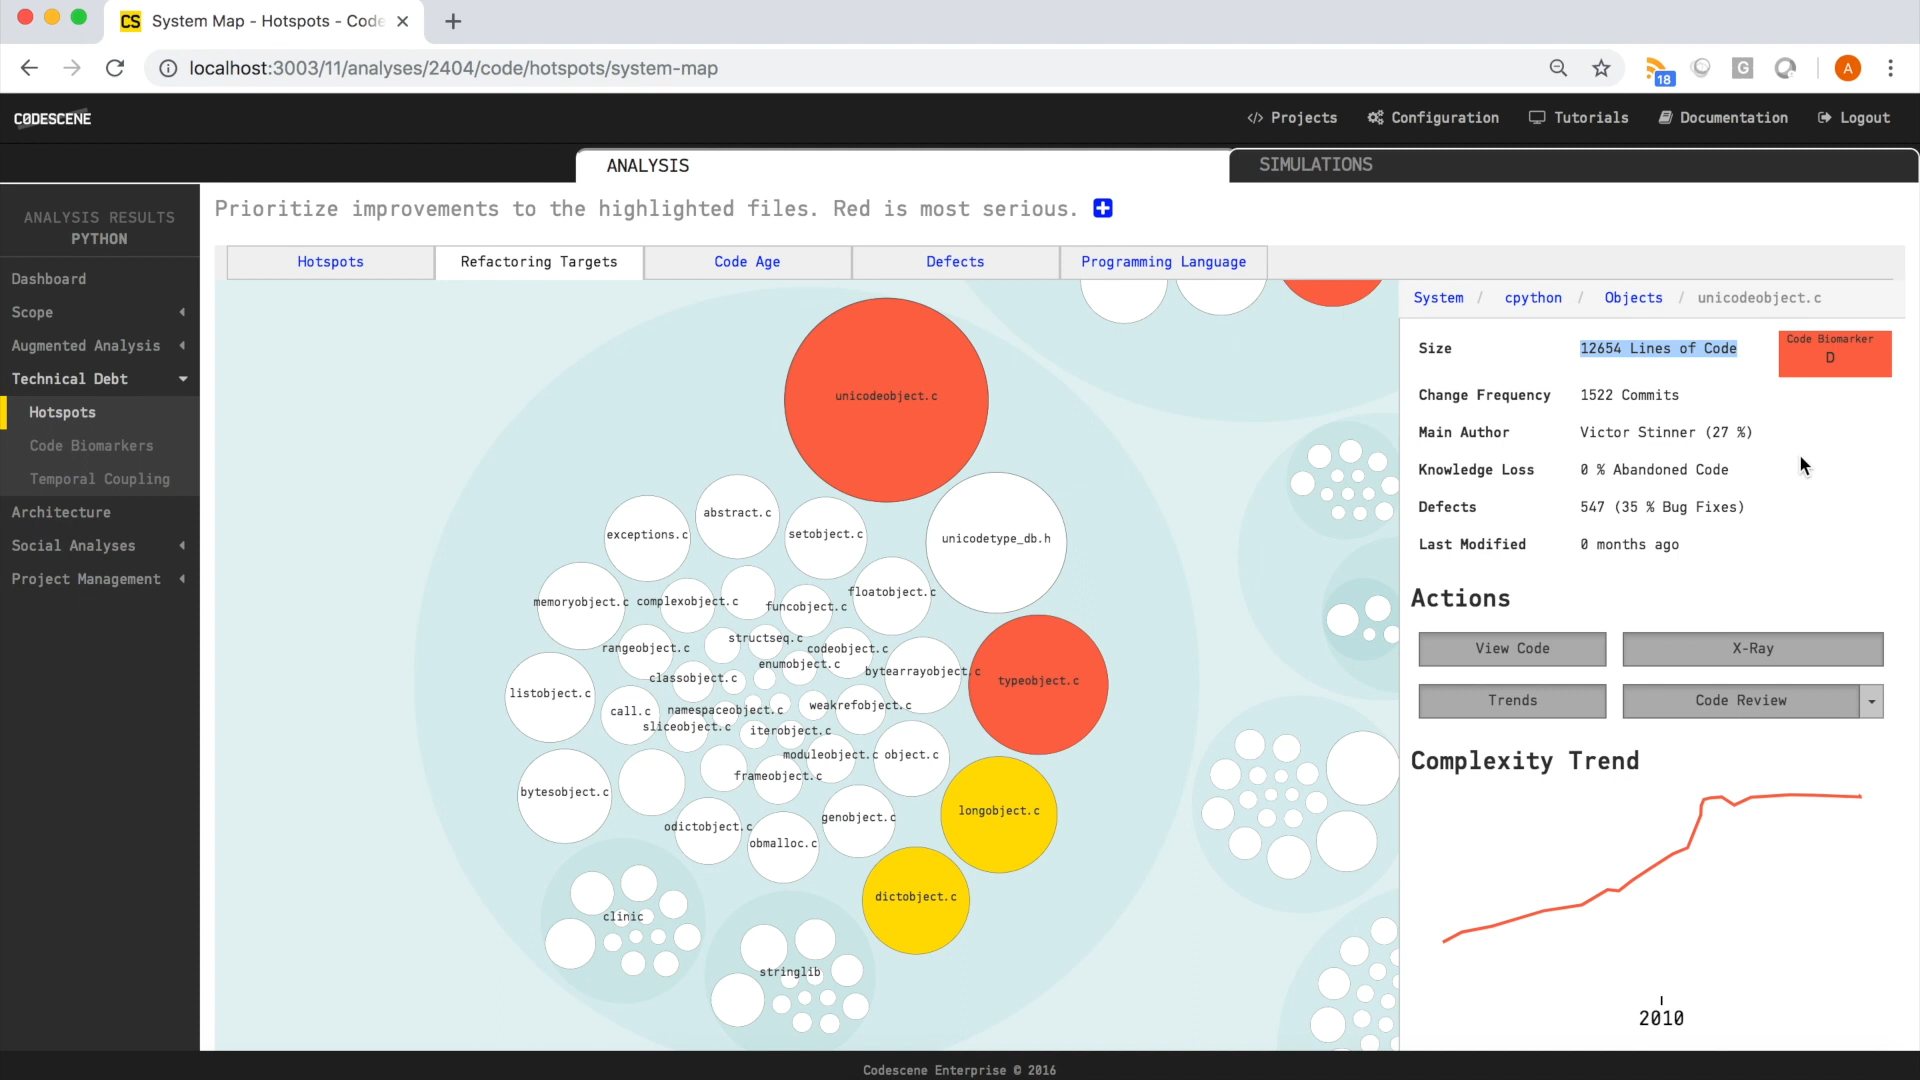 CS System Map - Hotspots - Code
localhost:3003/11/analyses/2404/code/hotspots/system-map
18
G
A
CODESCENE
</> Projects
Configuration
Tutorials
Documentation
Logout
ANALYSIS
SIMULATIONS
ANALYSIS RESULTS
PYTHON
Dashboard
Scope
Augmented Analysis
Technical Debt
Hotspots
Code Biomarkers
Temporal Coupling
Architecture
Social Analyses
Project Management
Prioritize improvements to the highlighted files. Red is most serious.
Hotspots
Refactoring Targets
Code Age
Defects
Programming Language
unicodeobject.c
abstract.c
exceptions.c
setobject.c
unicodetype_db.h
floatobject.c
memoryobject.c
complexobject.c
funcobject.c
structseq.c
rangeobject.c
codeobject.c
enumobject.c
bytearrayobject.c
classobject.c
typeobject.c
listobject.c
call.c
namespaceobject.c
weakrefobject.c
sliceobject.c
iterobject.c
moduleobject.c
object.c
frameobject.c
bytesobject.c
longobject.c
genobject.c
odictobject.c
obmalloc.c
dictobject.c
clinic
stringlib
System / cpython / Objects / unicodeobject.c
Size 12654 Lines of Code
Code Biomarker
D
Change Frequency 1522 Commits
Main Author Victor Stinner (27 %)
Knowledge Loss 0 % Abandoned Code
Defects 547 (35 % Bug Fixes)
Last Modified 0 months ago
Actions
View Code
X-Ray
Trends
Code Review
Complexity Trend
2010
Codescene Enterprise © 2016